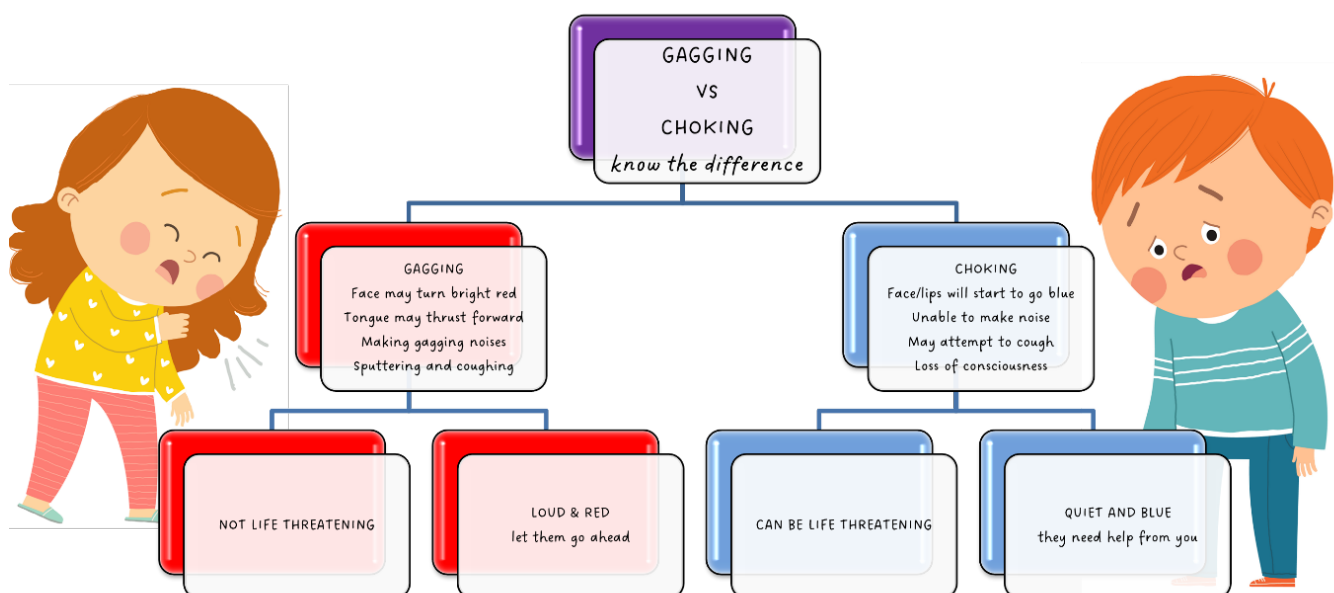 GAGGING
VS
CHOKING
know the difference
GAGGING
Face may turn bright red
Tongue may thrust forward
Making gagging noises
Sputtering and coughing
CHOKING
Face/lips will start to go blue
Unable to make noise
May attempt to cough
Loss of consciousness
NOT LIFE THREATENING
LOUD & RED
let them go ahead
CAN BE LIFE THREATENING
QUIET AND BLUE
they need help from you